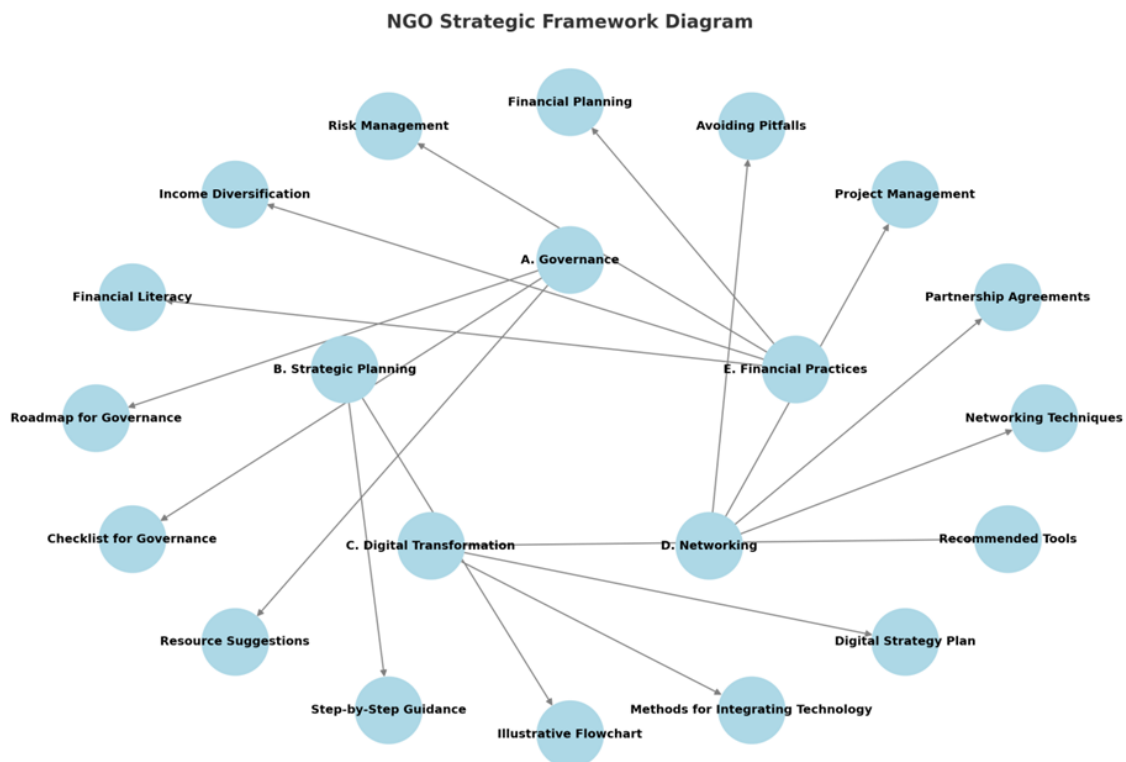 NGO Strategic Framework Diagram
Financial Planning
Risk Management
Avoiding Pitfalls
Income Diversification
Project Management
A. Governance
Financial Literacy
Partnership Agreements
B. Strategic Planning
E. Financial Practices
Roadmap for Governance
Networking Techniques
Checklist for Governance
C. Digital Transformation
D. Networking
Recommended Tools
Resource Suggestions
Digital Strategy Plan
Step-by-Step Guidance
Methods for Integrating Technology
Illustrative Flowchart